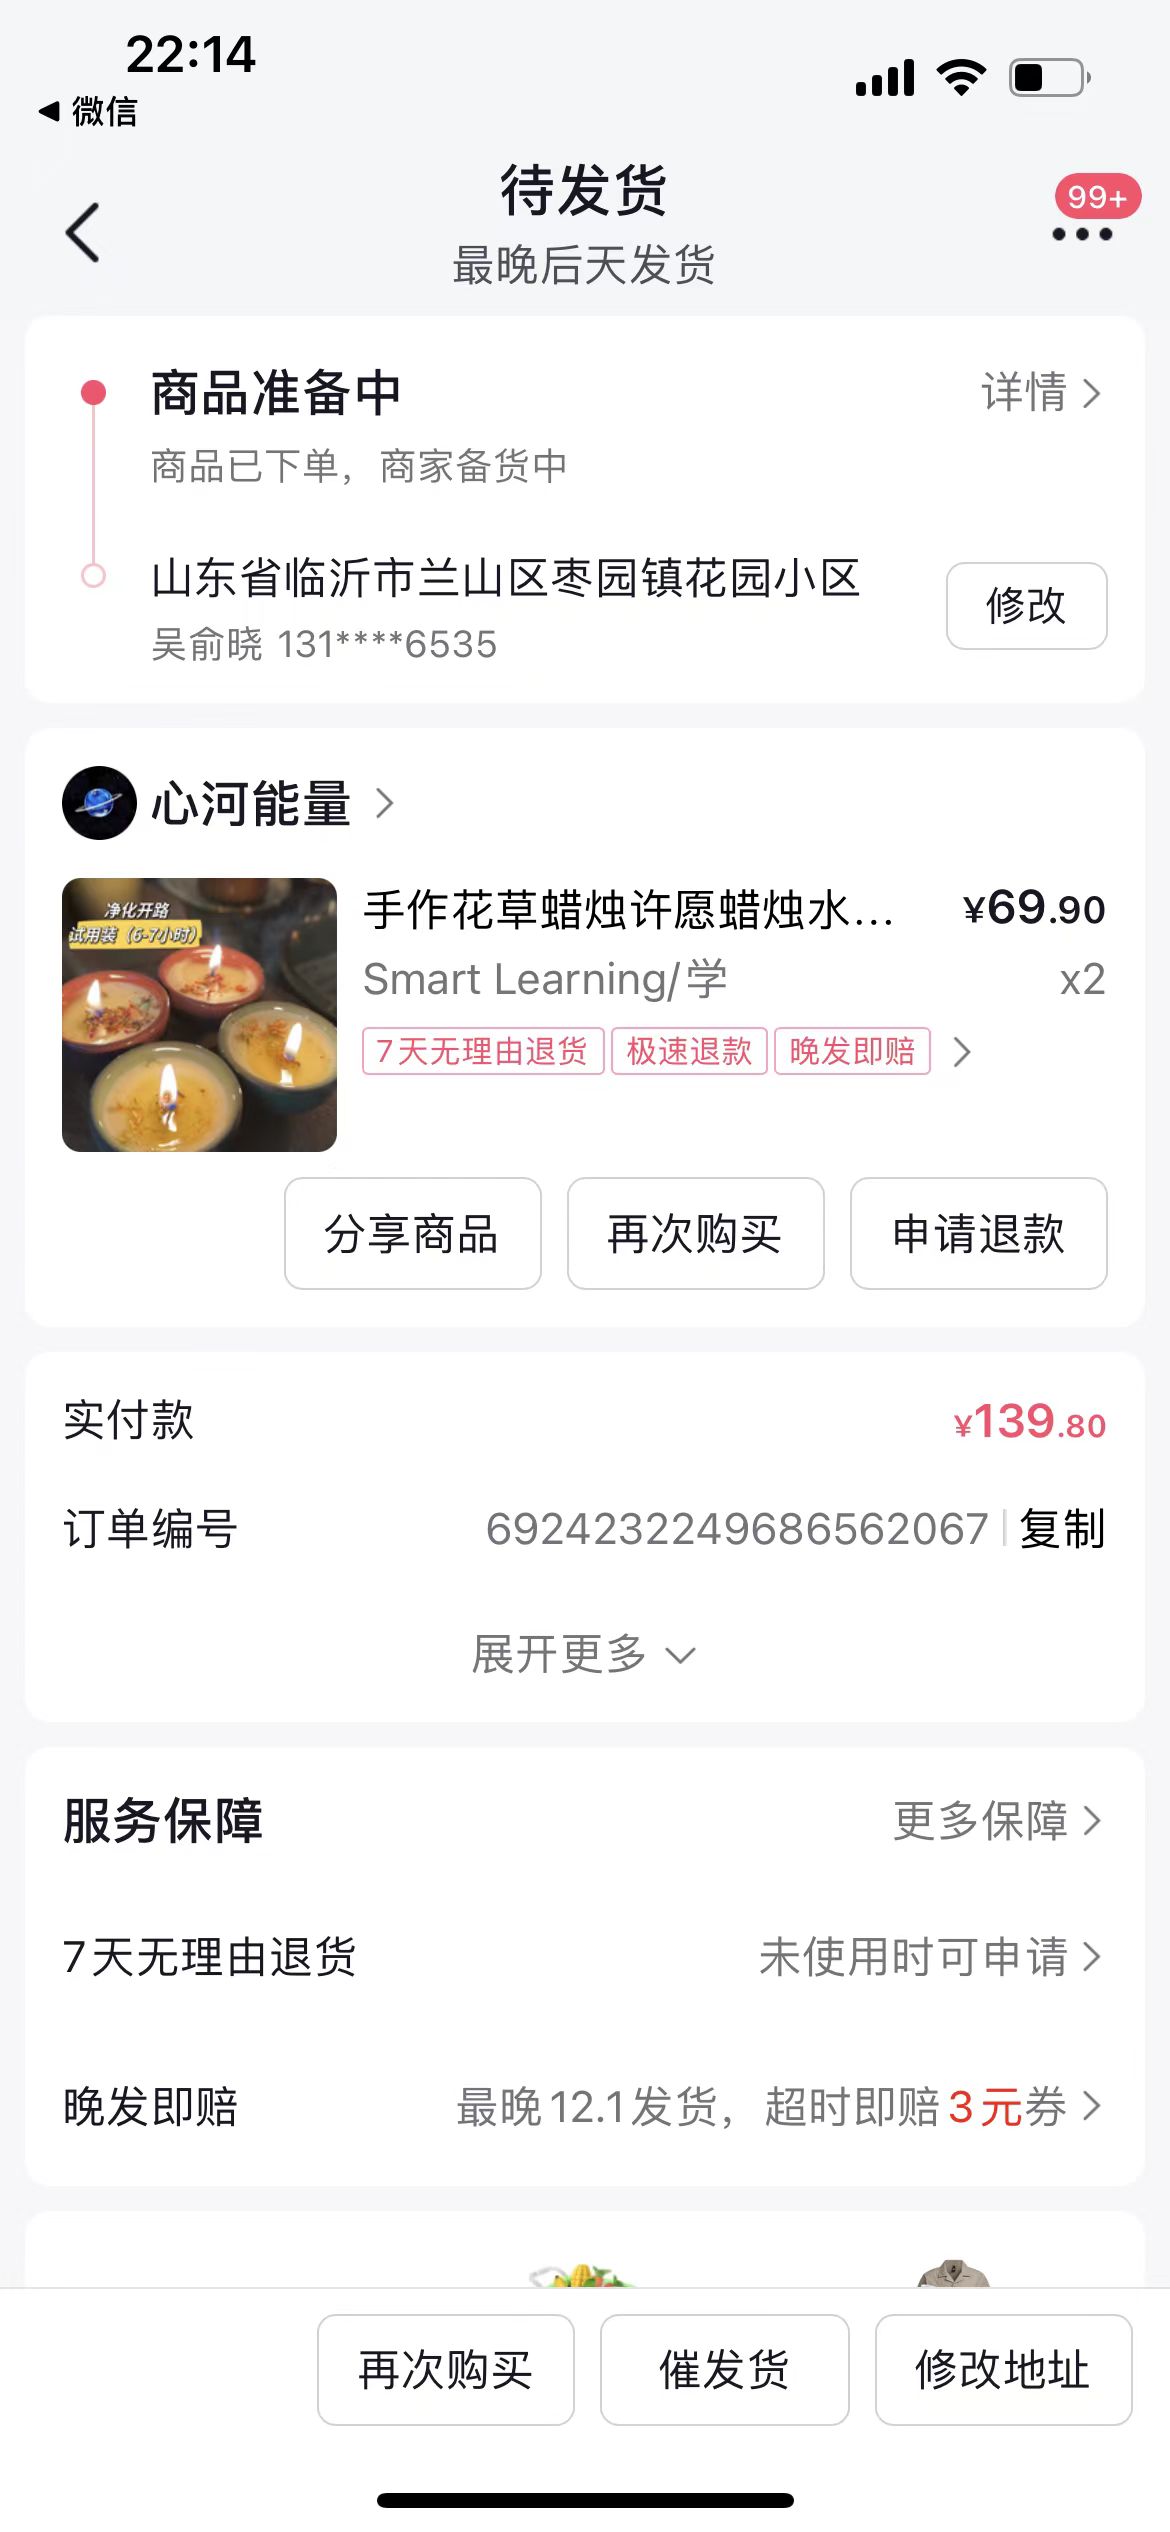 22:14
微信
待发货
99+
最晚后天发货
商品准备中
详情
商品已下单，商家备货中
山东省临沂市兰山区枣园镇花园小区
修改
吴俞晓 131****6535
心河能量
净化开路
试用装（6-7小时）
手作花草蜡烛许愿蜡烛水...
¥69.90
Smart Learning/学
x2
7天无理由退货 极速退款 晚发即赔
分享商品 再次购买 申请退款
实付款 ¥139.80
订单编号 6924232249686562067 复制
展开更多
服务保障 更多保障
7天无理由退货 未使用时可申请
晚发即赔 最晚12.1发货，超时即赔3元券
再次购买 催发货 修改地址